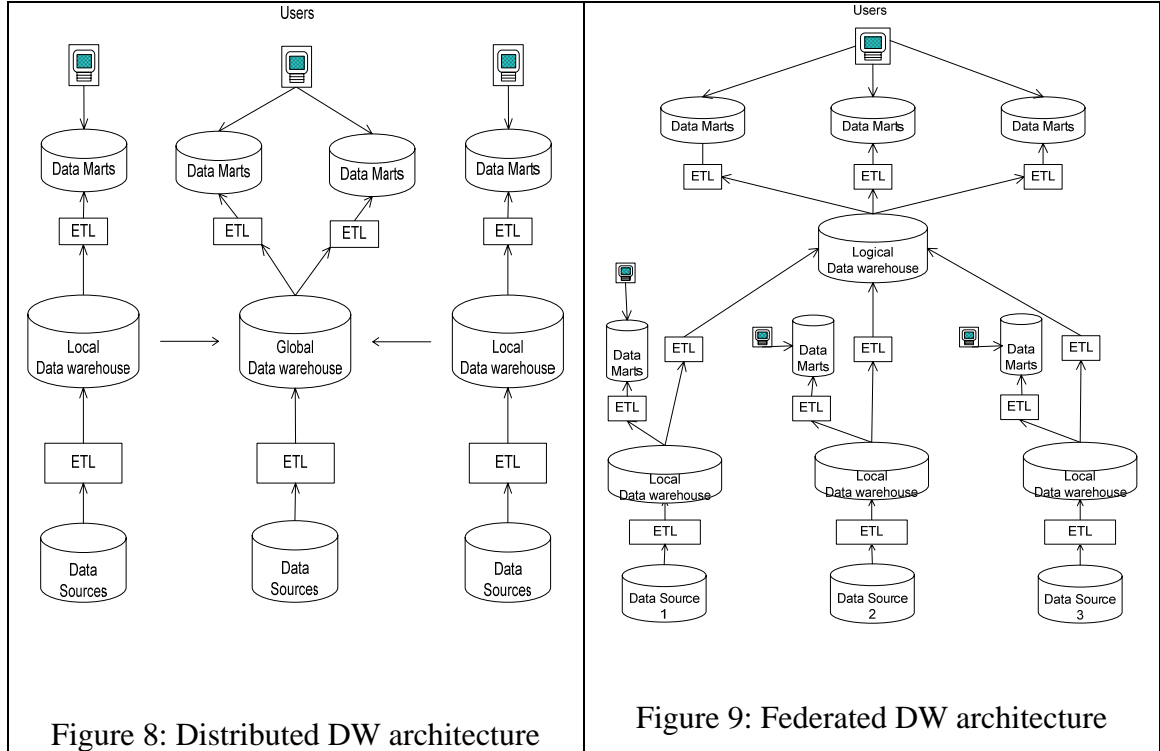 Users
Data Marts
Data Marts
Data Marts
Data Marts
ETL
ETL
ETL
ETL
Local
Data warehouse
Global
Data warehouse
Local
Data warehouse
ETL
ETL
ETL
Data
Sources
Data
Sources
Data
Sources
Figure 8: Distributed DW architecture
Users
Data Marts
Data Marts
Data Marts
ETL
ETL
ETL
Logical
Data warehouse
Data
Marts
ETL
Data
Marts
ETL
Data
Marts
ETL
ETL
ETL
ETL
Local
Data warehouse
Local
Data warehouse
Local
Data warehouse
ETL
ETL
ETL
Data Source
1
Data Source
2
Data Source
3
Figure 9: Federated DW architecture